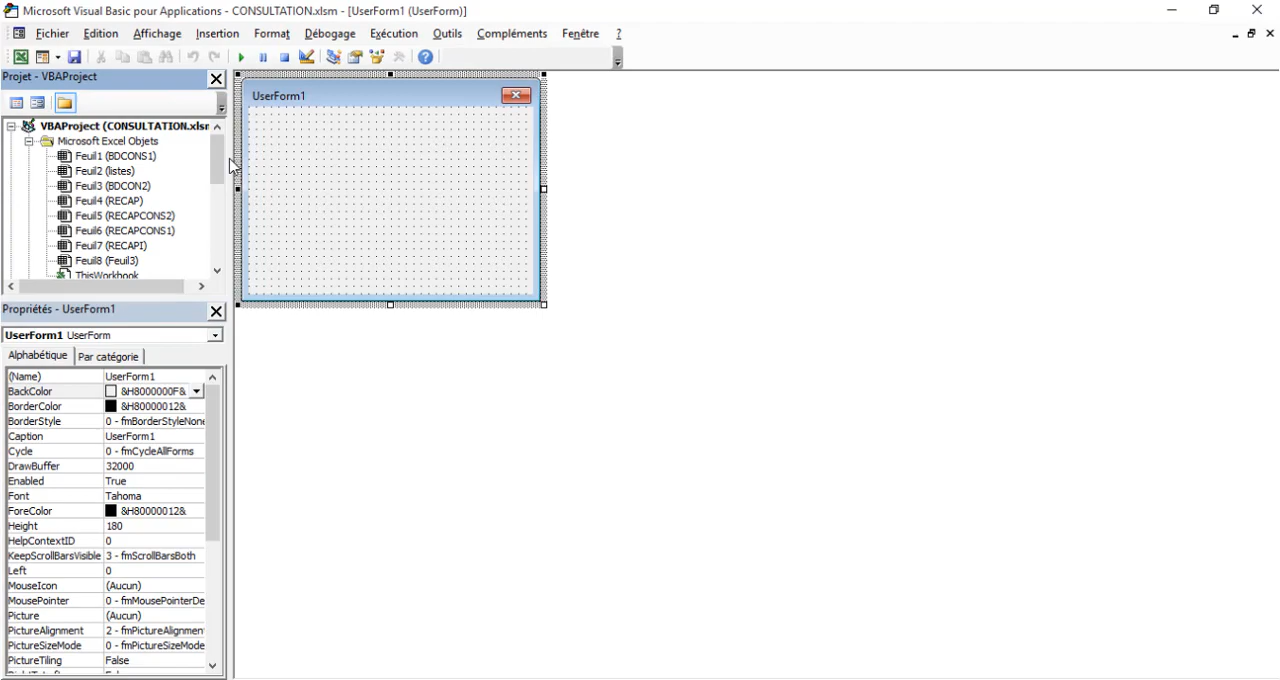 Microsoft Visual Basic pour Applications - CONSULTATION.xlsm - [UserForm1 (UserForm)]
Fichier Edition Affichage Insertion Format Débogage Exécution Outils Compléments Fenêtre ?
Projet - VBAProject
VBAProject (CONSULTATION.xlsm
Microsoft Excel Objets
Feuil1 (BDCONS1)
Feuil2 (listes)
Feuil3 (BDCON2)
Feuil4 (RECAP)
Feuil5 (RECAPCONS2)
Feuil6 (RECAPCONS1)
Feuil7 (RECAPI)
Feuil8 (Feuil3)
ThisWorkbook
UserForm1
Propriétés - UserForm1
UserForm1 UserForm
Alphabétique Par catégorie
(Name) UserForm1
BackColor &H8000000F&
BorderColor &H80000012&
BorderStyle 0 - fmBorderStyleNone
Caption UserForm1
Cycle 0 - fmCycleAllForms
DrawBuffer 32000
Enabled True
Font Tahoma
ForeColor &H80000012&
Height 180
HelpContextID 0
KeepScrollBarsVisible 3 - fmScrollBarsBoth
Left 0
MouseIcon (Aucun)
MousePointer 0 - fmMousePointerDe
Picture (Aucun)
PictureAlignment 2 - fmPictureAlignmen
PictureSizeMode 0 - fmPictureSizeMode
PictureTiling False